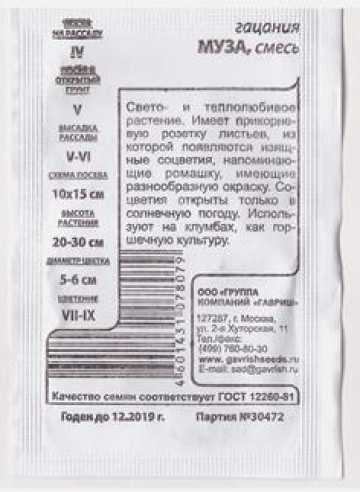 гацания
МУЗА, смесь
ПОСЕВ
НА РАССАДУ
IV
ПОСЕВ В
ОТКРЫТЫЙ
ГРУНТ
V
ВЫСАДКА
РАССАДЫ
V-VI
СХЕМА ПОСЕВА
10x15 см
ВЫСОТА
РАСТЕНИЯ
20-30 см
ДИАМЕТР ЦВЕТКА
5-6 см
ЦВЕТЕНИЕ
VII-IX
Свето- и теплолюбивое
растение. Имеет прикорне-
вую розетку листьев, из
которой появляются изящ-
ные соцветия, напоминаю-
щие ромашку, имеющие
разнообразную окраску. Со-
цветия открыты только в
солнечную погоду. Исполь-
зуют на клумбах, как гор-
шечную культуру.
4601431078079
ООО «ГРУППА
КОМПАНИЙ «ГАВРИШ»
127287, г. Москва,
ул. 2-я Хуторская, 11
Тел./факс:
(499) 760-80-30
www.gavrishseeds.ru
E-mail: sad@gavrish.ru
Качество семян соответствует ГОСТ 12260-81
Годен до 12.2019 г. Партия №30472